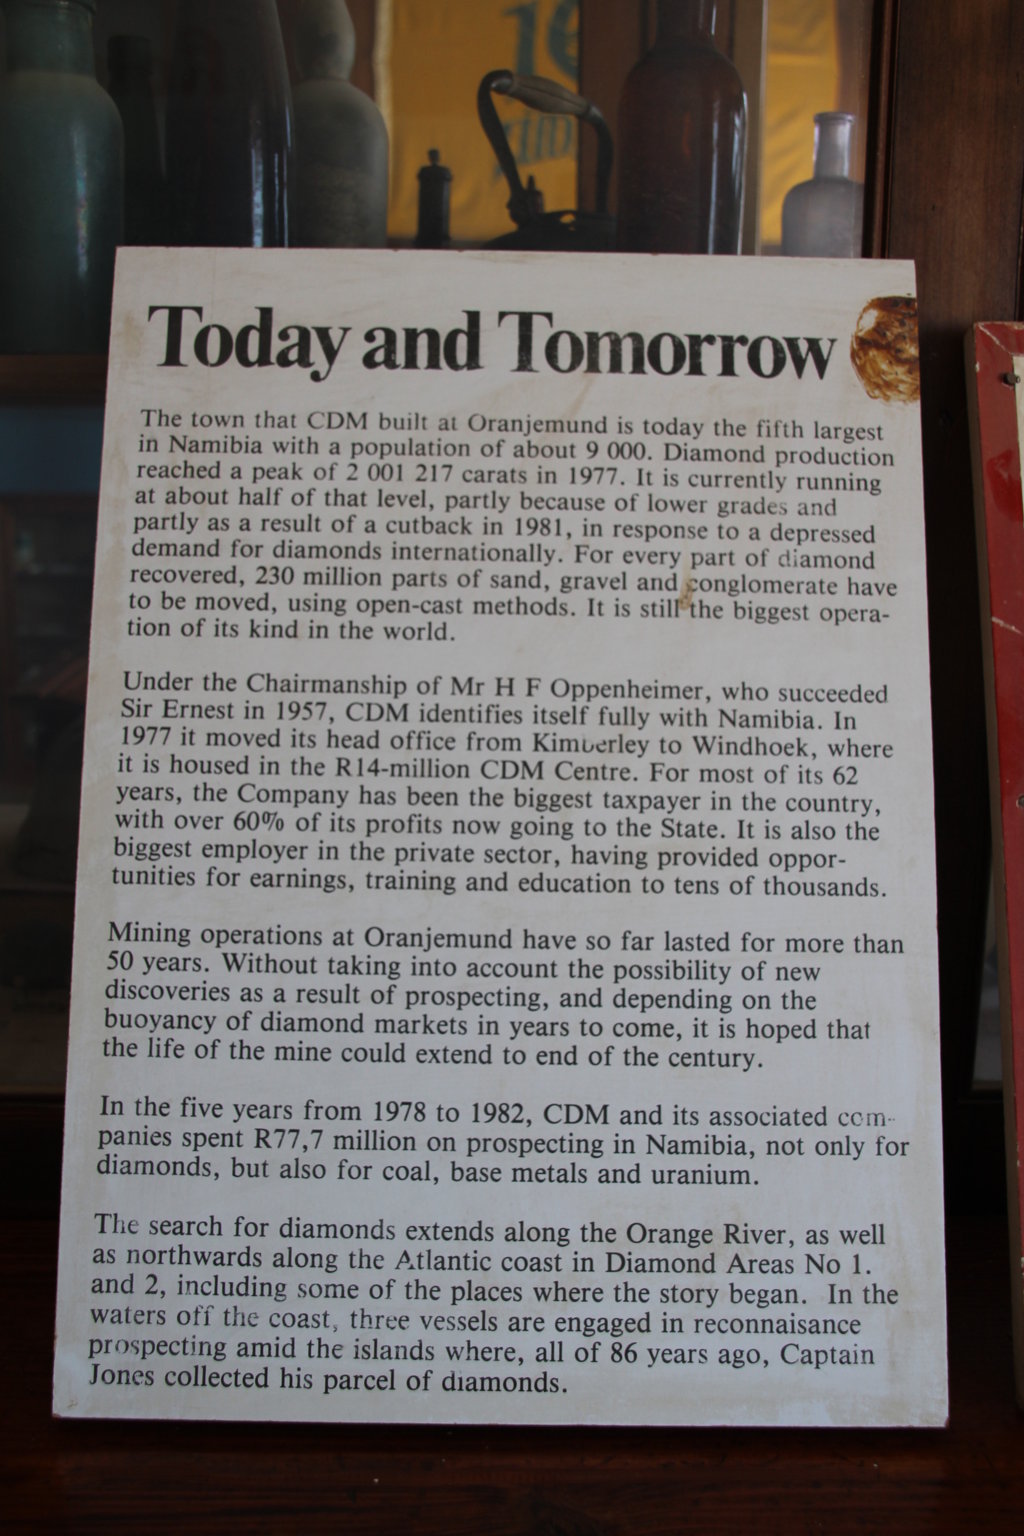 Today and Tomorrow
The town that CDM built at Oranjemund is today the fifth largest
in Namibia with a population of about 9 000. Diamond production
reached a peak of 2 001 217 carats in 1977. It is currently running
at about half of that level, partly because of lower grades and
partly as a result of a cutback in 1981, in response to a depressed
demand for diamonds internationally. For every part of diamond
recovered, 230 million parts of sand, gravel and conglomerate have
to be moved, using open-cast methods. It is still the biggest opera-
tion of its kind in the world.
Under the Chairmanship of Mr H F Oppenheimer, who succeeded
Sir Ernest in 1957, CDM identifies itself fully with Namibia. In
1977 it moved its head office from Kimberley to Windhoek, where
it is housed in the R14-million CDM Centre. For most of its 62
years, the Company has been the biggest taxpayer in the country,
with over 60% of its profits now going to the State. It is also the
biggest employer in the private sector, having provided oppor-
tunities for earnings, training and education to tens of thousands.
Mining operations at Oranjemund have so far lasted for more than
50 years. Without taking into account the possibility of new
discoveries as a result of prospecting, and depending on the
buoyancy of diamond markets in years to come, it is hoped that
the life of the mine could extend to end of the century.
In the five years from 1978 to 1982, CDM and its associated com-
panies spent R77,7 million on prospecting in Namibia, not only for
diamonds, but also for coal, base metals and uranium.
The search for diamonds extends along the Orange River, as well
as northwards along the Atlantic coast in Diamond Areas No 1.
and 2, including some of the places where the story began. In the
waters off the coast, three vessels are engaged in reconnaisance
prospecting amid the islands where, all of 86 years ago, Captain
Jones collected his parcel of diamonds.